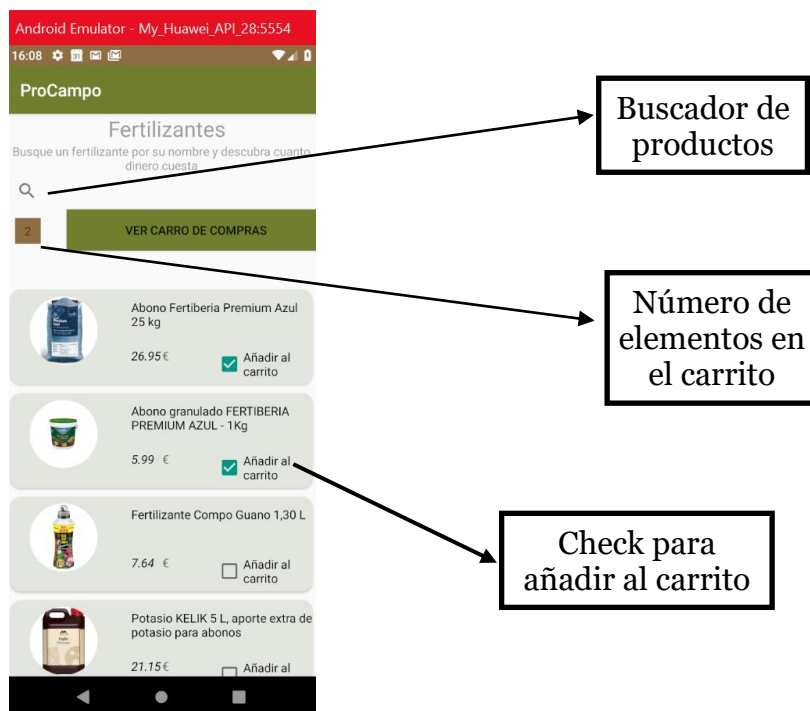 Android Emulator - My_Huawei_API_28:5554
16:08
31
ProCampo
Fertilizantes
Busque un fertilizante por su nombre y descubra cuanto
dinero cuesta
2
VER CARRO DE COMPRAS
Abono Fertiberia Premium Azul
25 kg
26.95 €
Añadir al
carrito
Abono granulado FERTIBERIA
PREMIUM AZUL - 1Kg
5.99 €
Añadir al
carrito
Fertilizante Compo Guano 1,30 L
7.64 €
Añadir al
carrito
Potasio KELIK 5 L, aporte extra de
potasio para abonos
21.15 €
Añadir al
Buscador de
productos
Número de
elementos en
el carrito
Check para
añadir al carrito